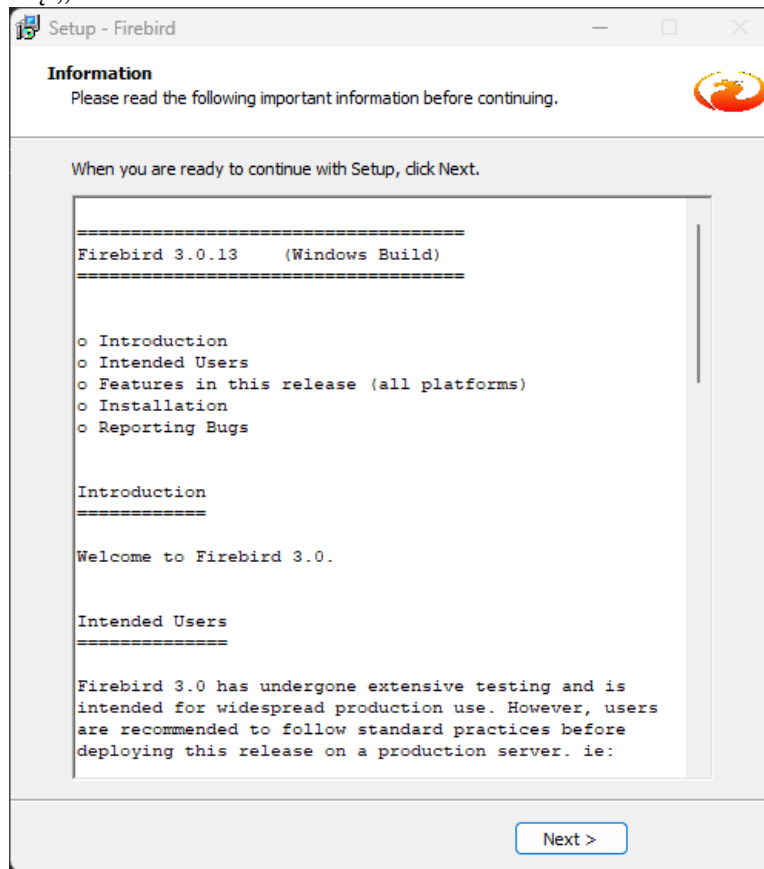 Setup - Firebird
Information
Please read the following important information before continuing.
When you are ready to continue with Setup, click Next.
====================================
Firebird 3.0.13    (Windows Build)
====================================
o Introduction
o Intended Users
o Features in this release (all platforms)
o Installation
o Reporting Bugs
Introduction
============
Welcome to Firebird 3.0.
Intended Users
==============
Firebird 3.0 has undergone extensive testing and is
intended for widespread production use. However, users
are recommended to follow standard practices before
deploying this release on a production server. ie:
Next >